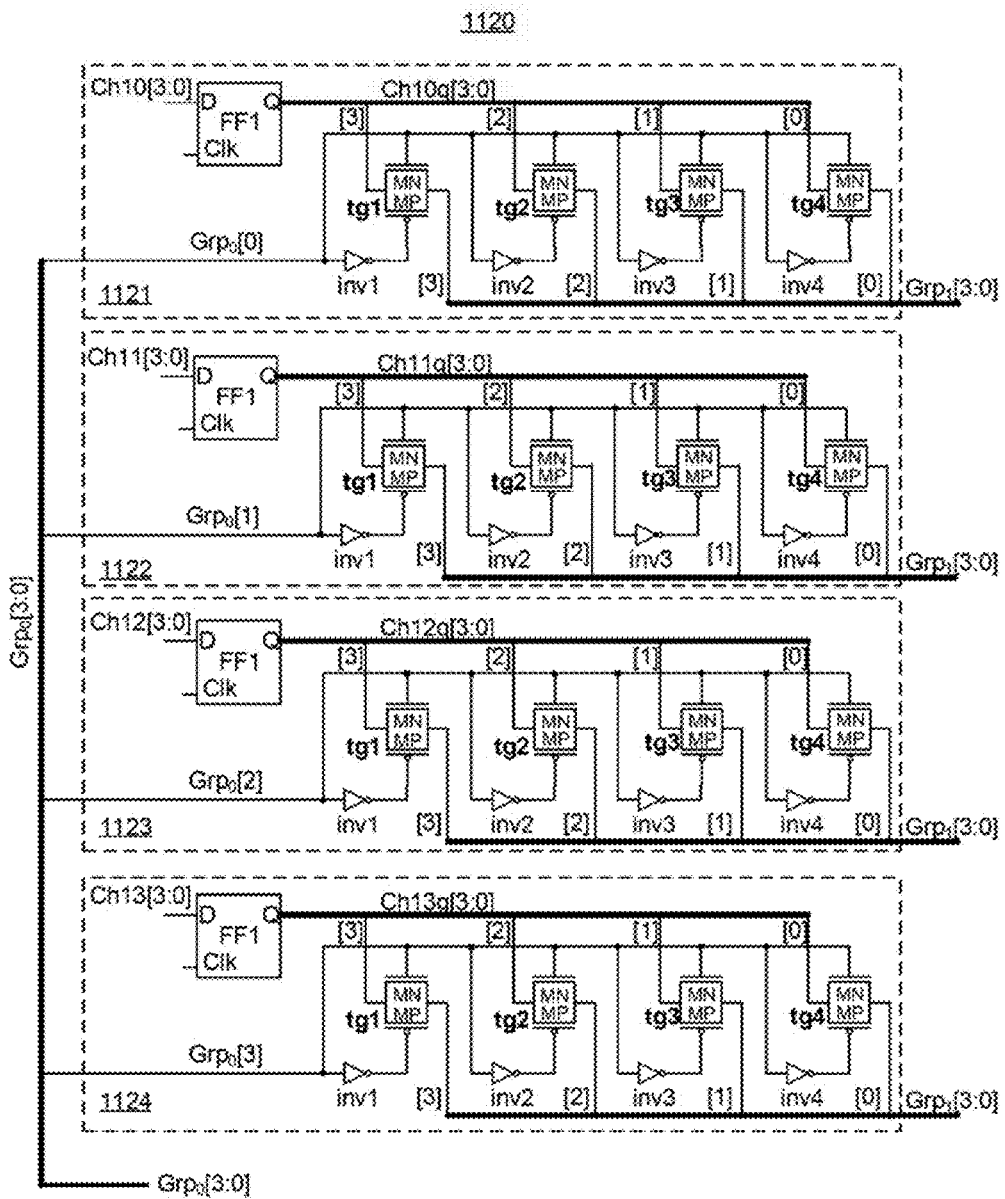 1120
Ch10[3:0]
D Q
FF1
Clk
Ch10q[3:0]
[3] [2] [1] [0]
MN MN MN MN
MP MP MP MP
tg1 tg2 tg3 tg4
Grp0[0]
inv1 inv2 inv3 inv4
[3] [2] [1] [0]
1121
Grp1[3:0]
Ch11[3:0]
D Q
FF1
Clk
Ch11q[3:0]
[3] [2] [1] [0]
MN MN MN MN
MP MP MP MP
tg1 tg2 tg3 tg4
Grp0[1]
inv1 inv2 inv3 inv4
[3] [2] [1] [0]
1122
Grp1[3:0]
Grp0[3:0]
Ch12[3:0]
D Q
FF1
Clk
Ch12q[3:0]
[3] [2] [1] [0]
MN MN MN MN
MP MP MP MP
tg1 tg2 tg3 tg4
Grp0[2]
inv1 inv2 inv3 inv4
[3] [2] [1] [0]
1123
Grp1[3:0]
Ch13[3:0]
D Q
FF1
Clk
Ch13q[3:0]
[3] [2] [1] [0]
MN MN MN MN
MP MP MP MP
tg1 tg2 tg3 tg4
Grp0[3]
inv1 inv2 inv3 inv4
[3] [2] [1] [0]
1124
Grp1[3:0]
Grp0[3:0]